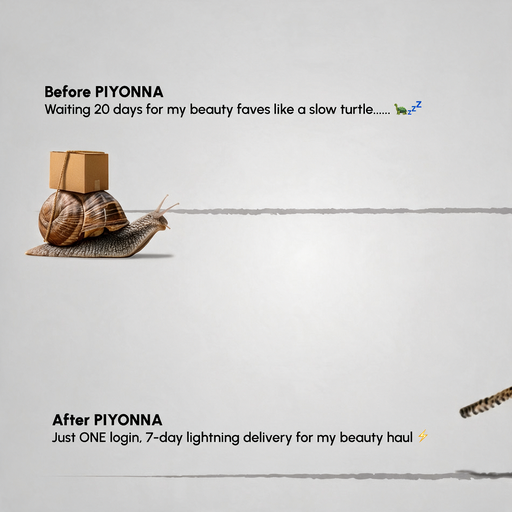 Before PIYONNA
Waiting 20 days for my beauty faves like a slow turtle...... 🐢💤
After PIYONNA
Just ONE login, 7-day lightning delivery for my beauty haul ⚡